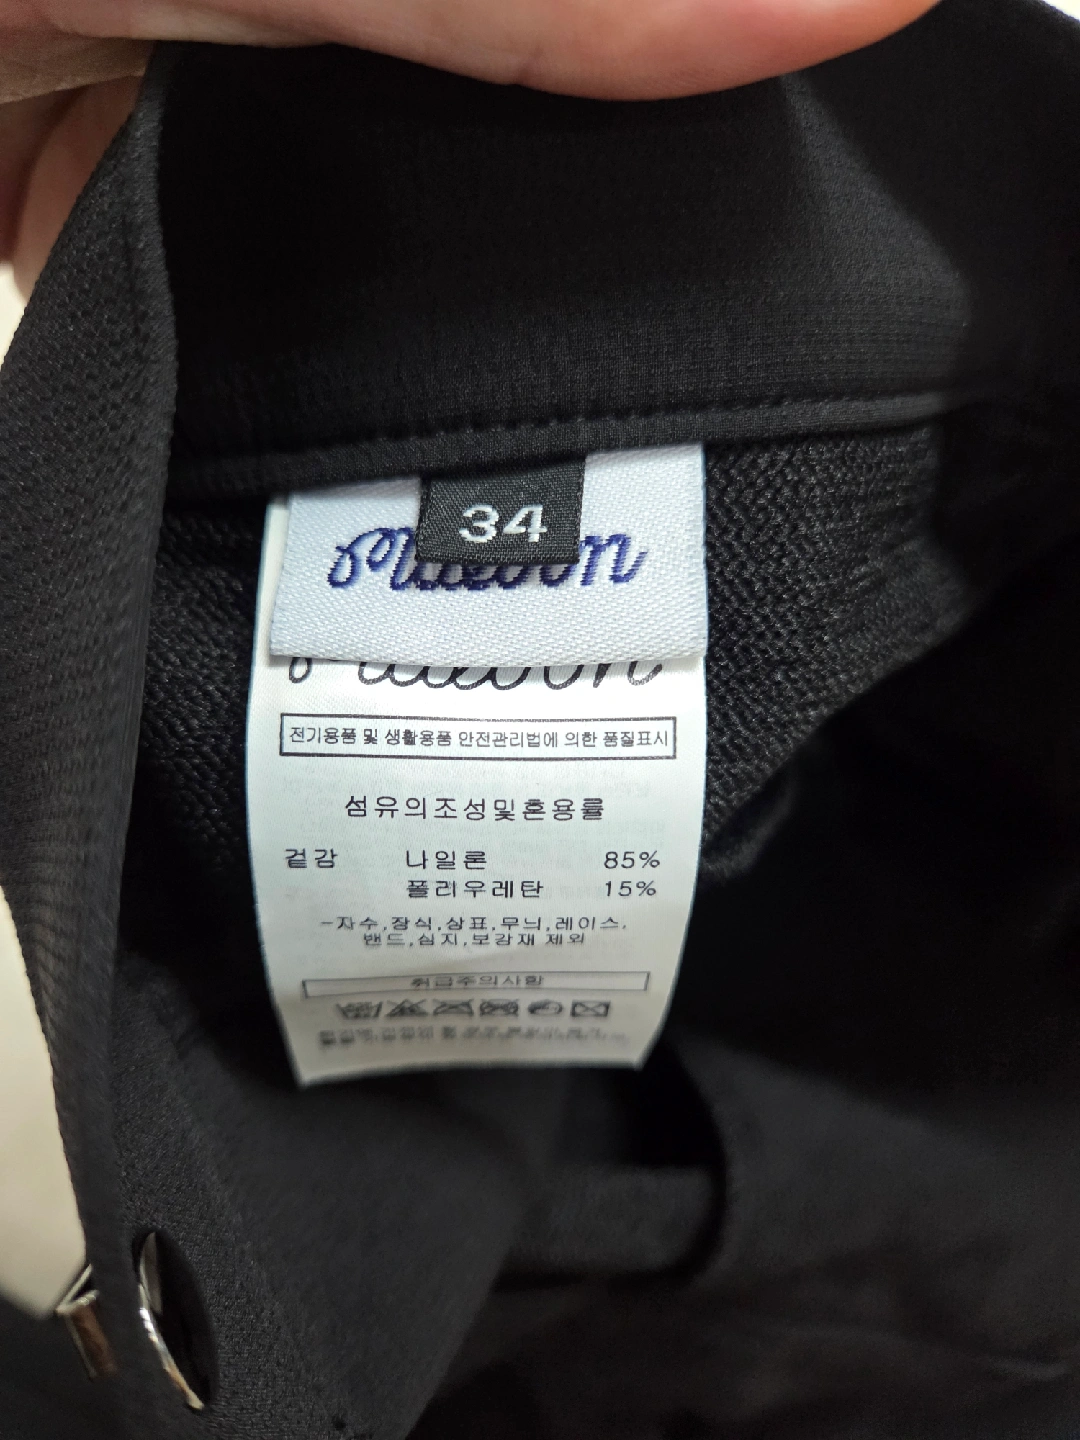 34
전기용품 및 생활용품 안전관리법에 의한 품질표시
섬유의조성및혼용률
겉감 나일론 85%
폴리우레탄 15%
-자수,장식,상표,무늬,레이스,
밴드,심지,보강재 제외
취급주의사항